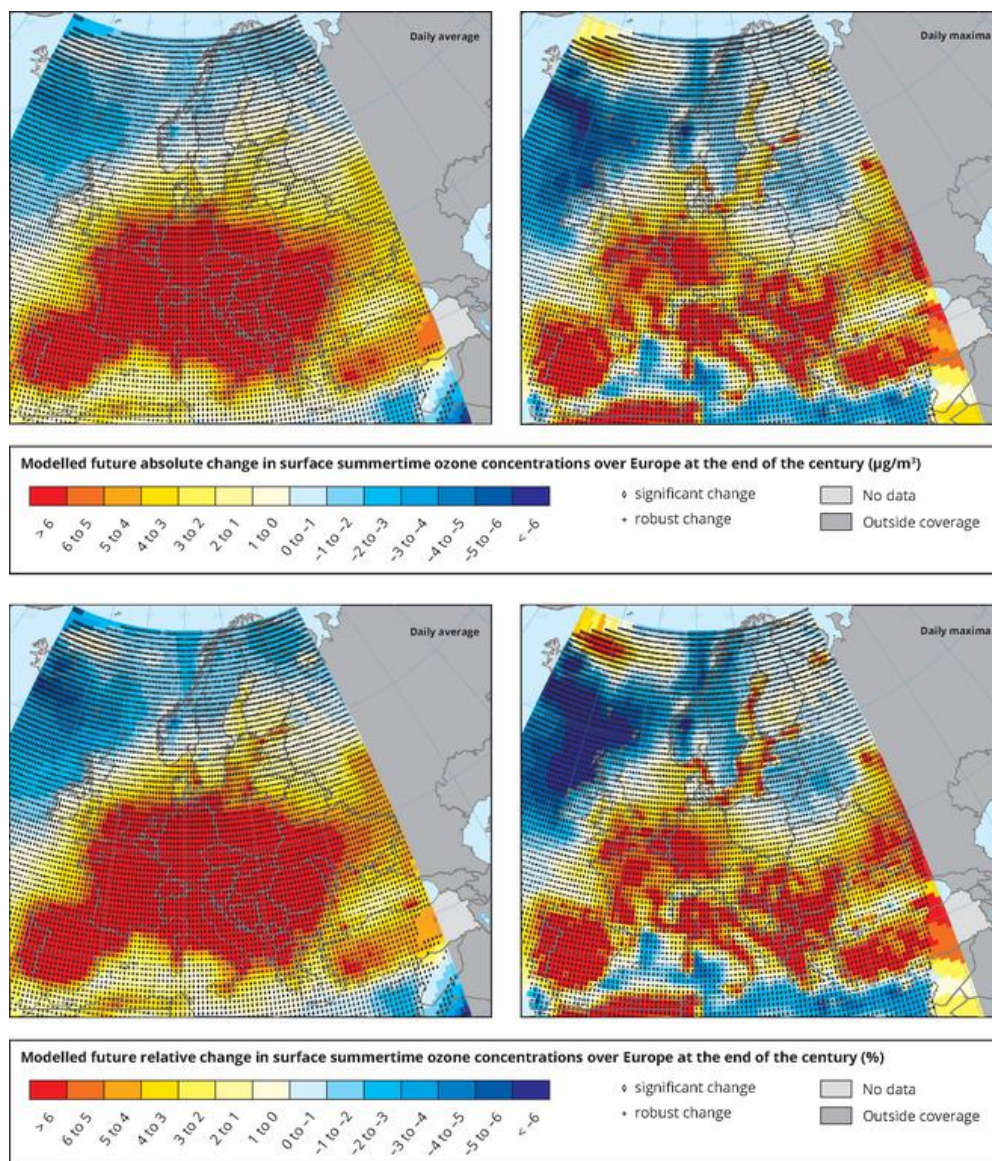 Daily average
Daily maxima
Modelled future absolute change in surface summertime ozone concentrations over Europe at the end of the century (µg/m³)
> 6
6 to 5
5 to 4
4 to 3
3 to 2
2 to 1
1 to 0
0 to −1
−1 to −2
−2 to −3
−3 to −4
−4 to −5
−5 to −6
< −6
significant change
robust change
No data
Outside coverage
Daily average
Daily maxima
Modelled future relative change in surface summertime ozone concentrations over Europe at the end of the century (%)
> 6
6 to 5
5 to 4
4 to 3
3 to 2
2 to 1
1 to 0
0 to −1
−1 to −2
−2 to −3
−3 to −4
−4 to −5
−5 to −6
< −6
significant change
robust change
No data
Outside coverage